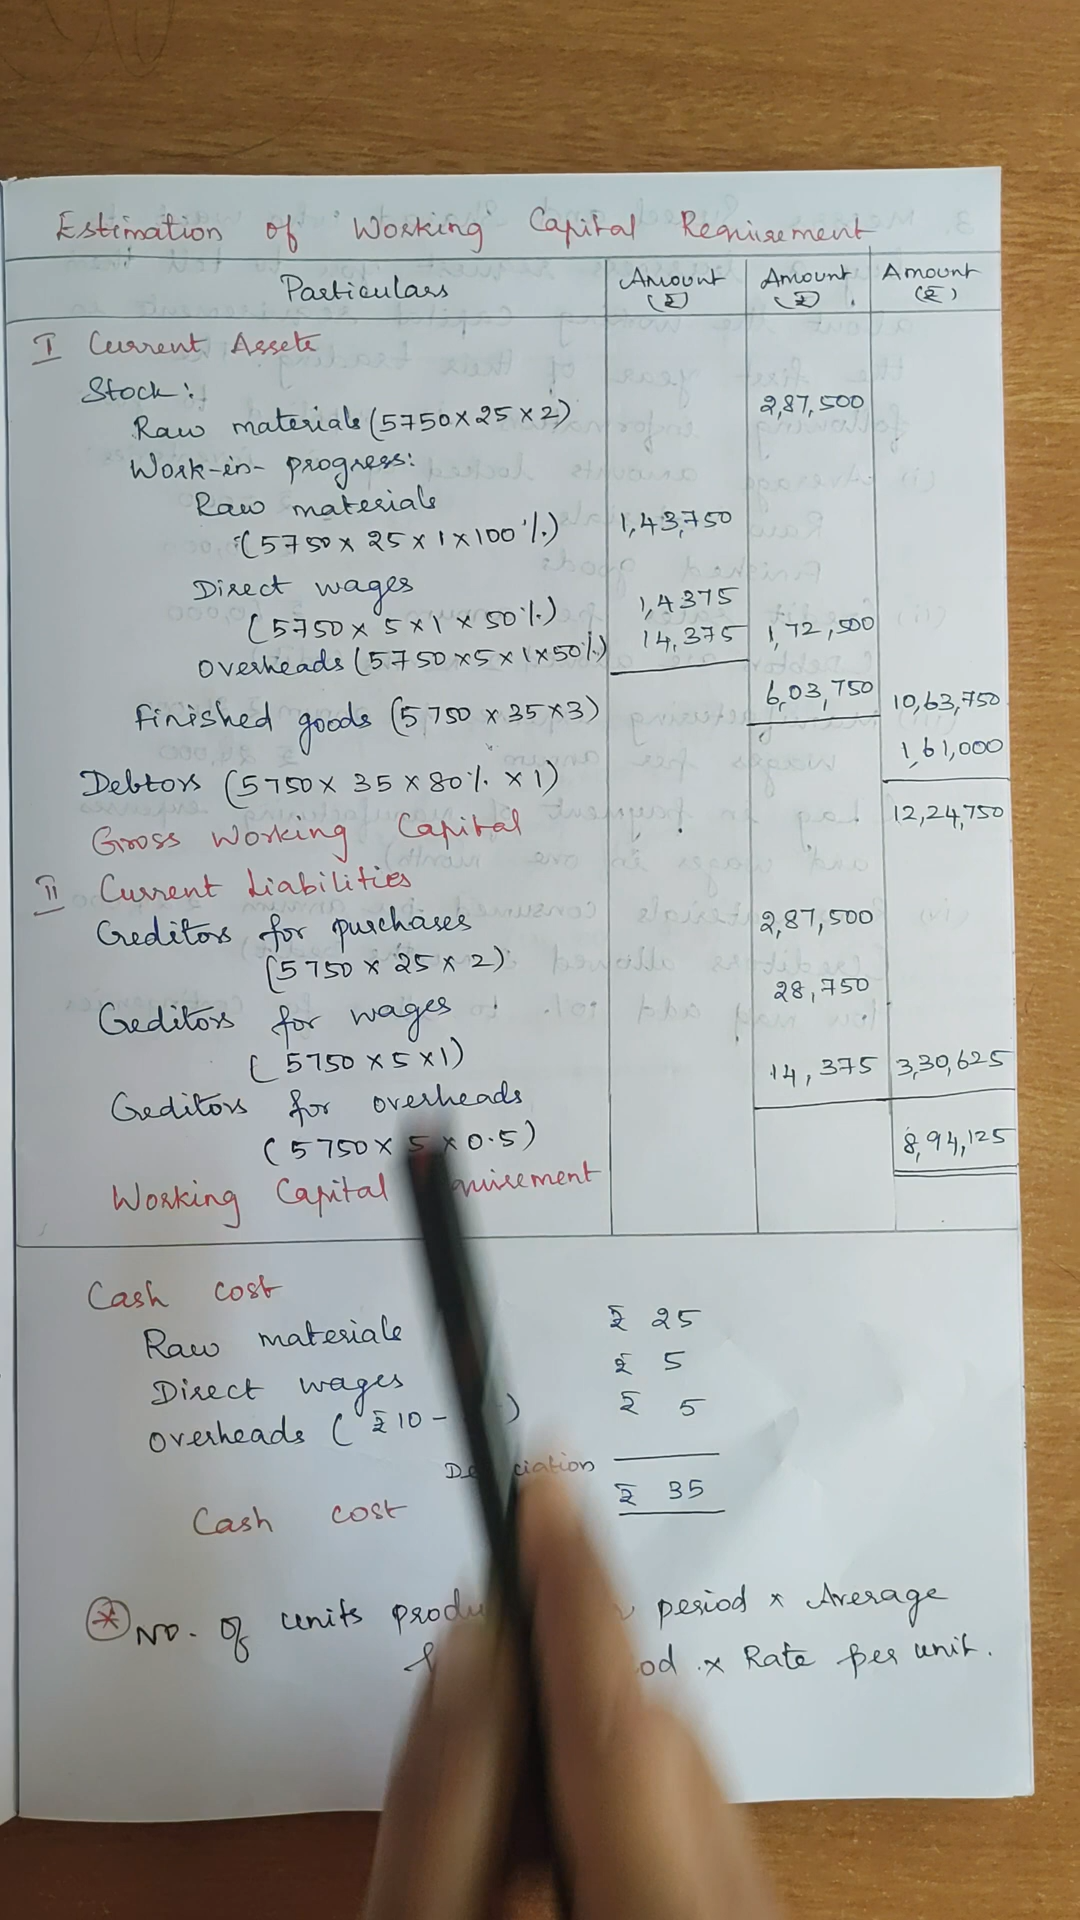 Estimation of Working Capital Requirement
Particulars Amount (₹) Amount (₹) Amount (₹)
I Current Assets
Stock:
Raw materials (5750 x 25 x 2) 2,87,500
Work-in-progress:
Raw materials
(5750 x 25 x 1 x 100%) 1,43,750
Direct wages
(5750 x 5 x 1 x 50%) 1,4375
overheads (5750 x 5 x 1 x 50%) 14,375 1,72,500
Finished goods (5750 x 35 x 3) 6,03,750 10,63,750
Debtors (5750 x 35 x 80% x 1) 1,61,000
Gross Working Capital 12,24,750
II Current Liabilities
Creditors for purchases
(5750 x 25 x 2) 2,87,500
Creditors for wages
(5750 x 5 x 1) 28,750
Creditors for overheads
(5750 x 5 x 0.5) 14,375 3,30,625
Working Capital 8,94,125
Cash cost
Raw materials ₹ 25
Direct wages ₹ 5
overheads (₹10 - ) ₹ 5
Cash cost ₹ 35
* No. of units period x Average
x Rate per unit.